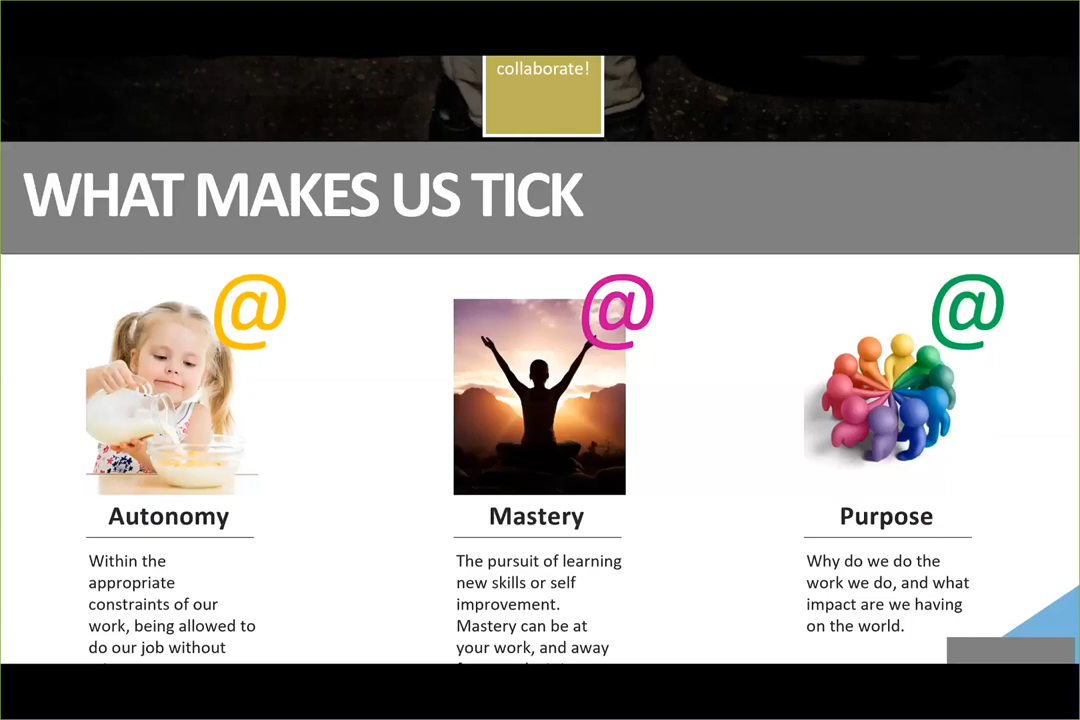 collaborate!
WHAT MAKES US TICK
@
@
@
Autonomy
Mastery
Purpose
Within the
appropriate
constraints of our
work, being allowed to
do our job without
The pursuit of learning
new skills or self
improvement.
Mastery can be at
your work, and away
Why do we do the
work we do, and what
impact are we having
on the world.